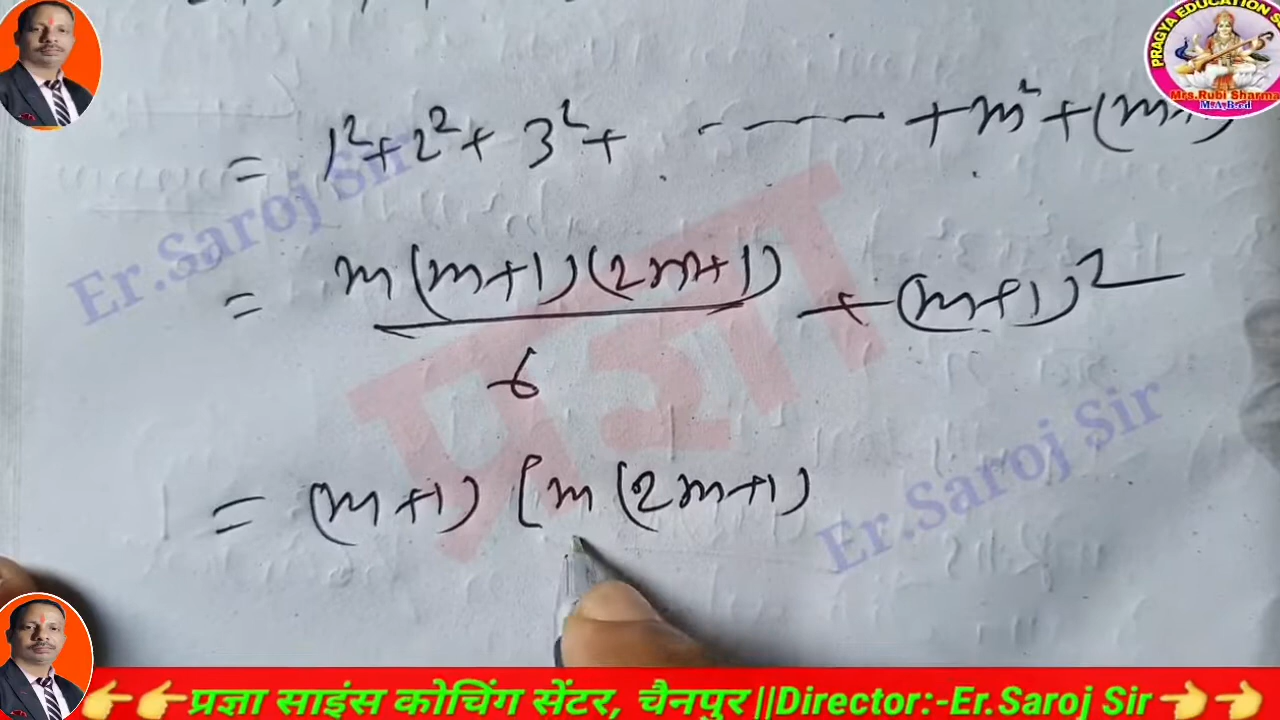 PRAGYA EDUCATION S
Mrs.Rubi Sharma
M.A, B.ed
= 1² + 2² + 3² + ------- + m² + (m+1)
Er.Saroj Sir
= m(m+1)(2m+1) / 6 + (m+1)²
प्रज्ञा
= (m+1) [m(2m+1)
Er.Saroj Sir
👉👉प्रज्ञा साइंस कोचिंग सेंटर, चैनपुर||Director:-Er.Saroj Sir👈👈